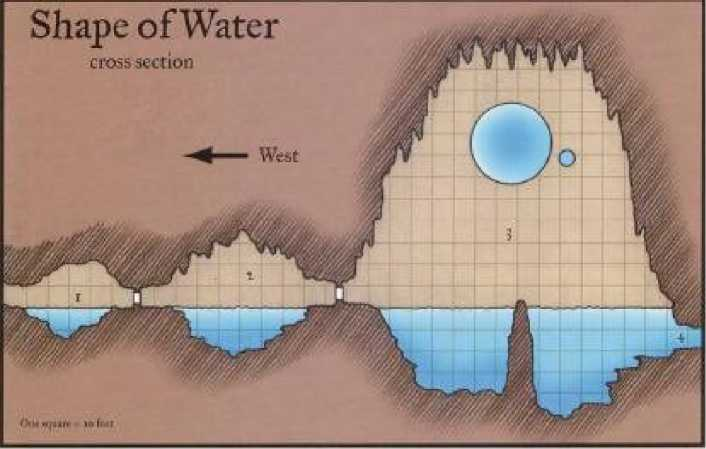 Shape of Water
cross section
West
3
2
1
4
One square = 10 feet